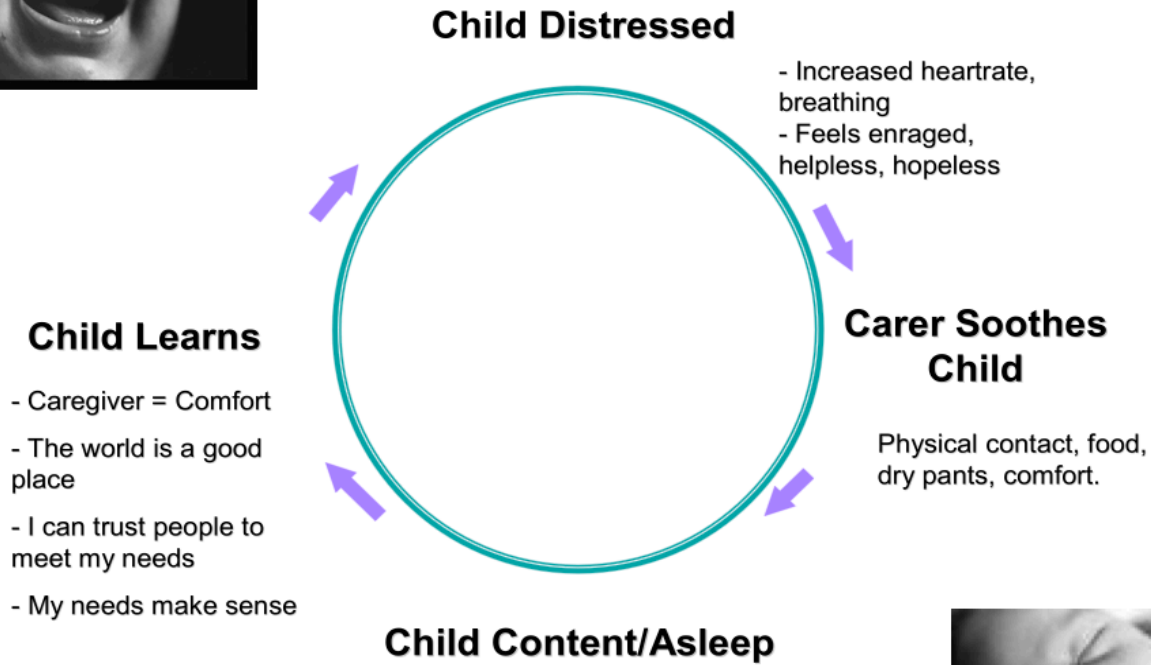 Child Distressed
- Increased heartrate,
breathing
- Feels enraged,
helpless, hopeless
Carer Soothes
Child
Physical contact, food,
dry pants, comfort.
Child Content/Asleep
Child Learns
- Caregiver = Comfort
- The world is a good
place
- I can trust people to
meet my needs
- My needs make sense